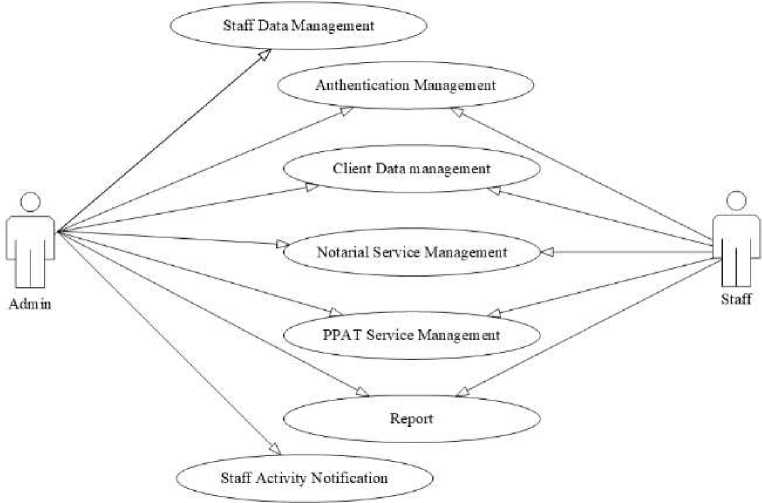 Staff Data Management
Authentication Management
Client Data management
Notarial Service Management
Admin
Staff
PPAT Service Management
Report
Staff Activity Notification